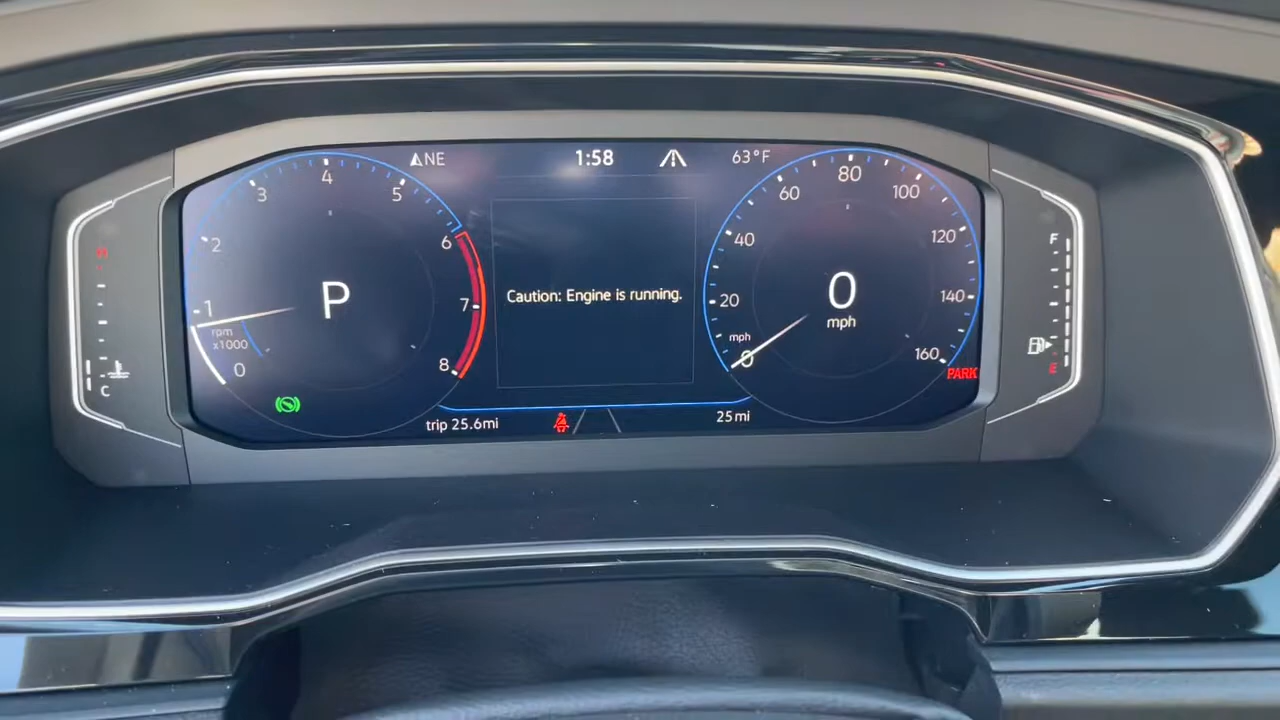 NE
1:58
63°F
0
1
2
3
4
5
6
7
8
rpm
x1000
P
Caution: Engine is running.
0
20
40
60
80
100
120
140
160
mph
0
mph
PARK
trip 25.6mi
25mi
H
C
F
E